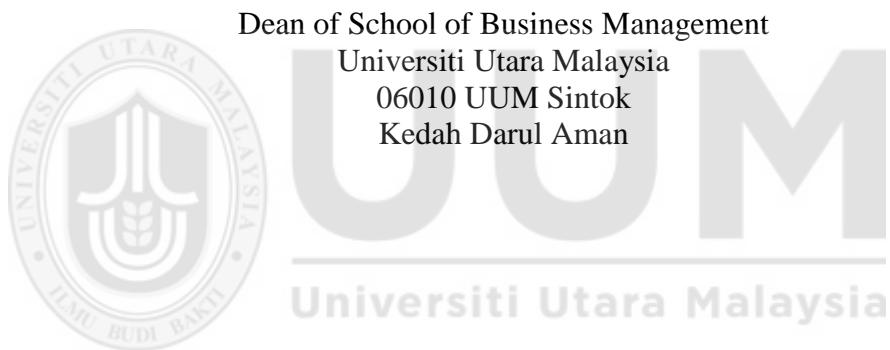 Dean of School of Business Management
Universiti Utara Malaysia
06010 UUM Sintok
Kedah Darul Aman
UNIVERSITI UTARA MALAYSIA
ILMU BUDI BAKTI
UUM
Universiti Utara Malaysia